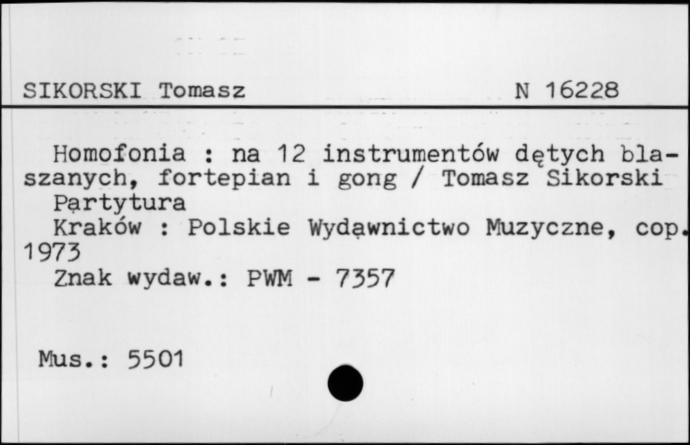 SIKORSKI Tomasz N 16228
Homofonia : na 12 instrumentów dętych bla-
szanych, fortepian i gong / Tomasz Sikorski
Partytura
Kraków : Polskie Wydawnictwo Muzyczne, cop.
1973
Znak wydaw.: PWM - 7357
Mus.: 5501